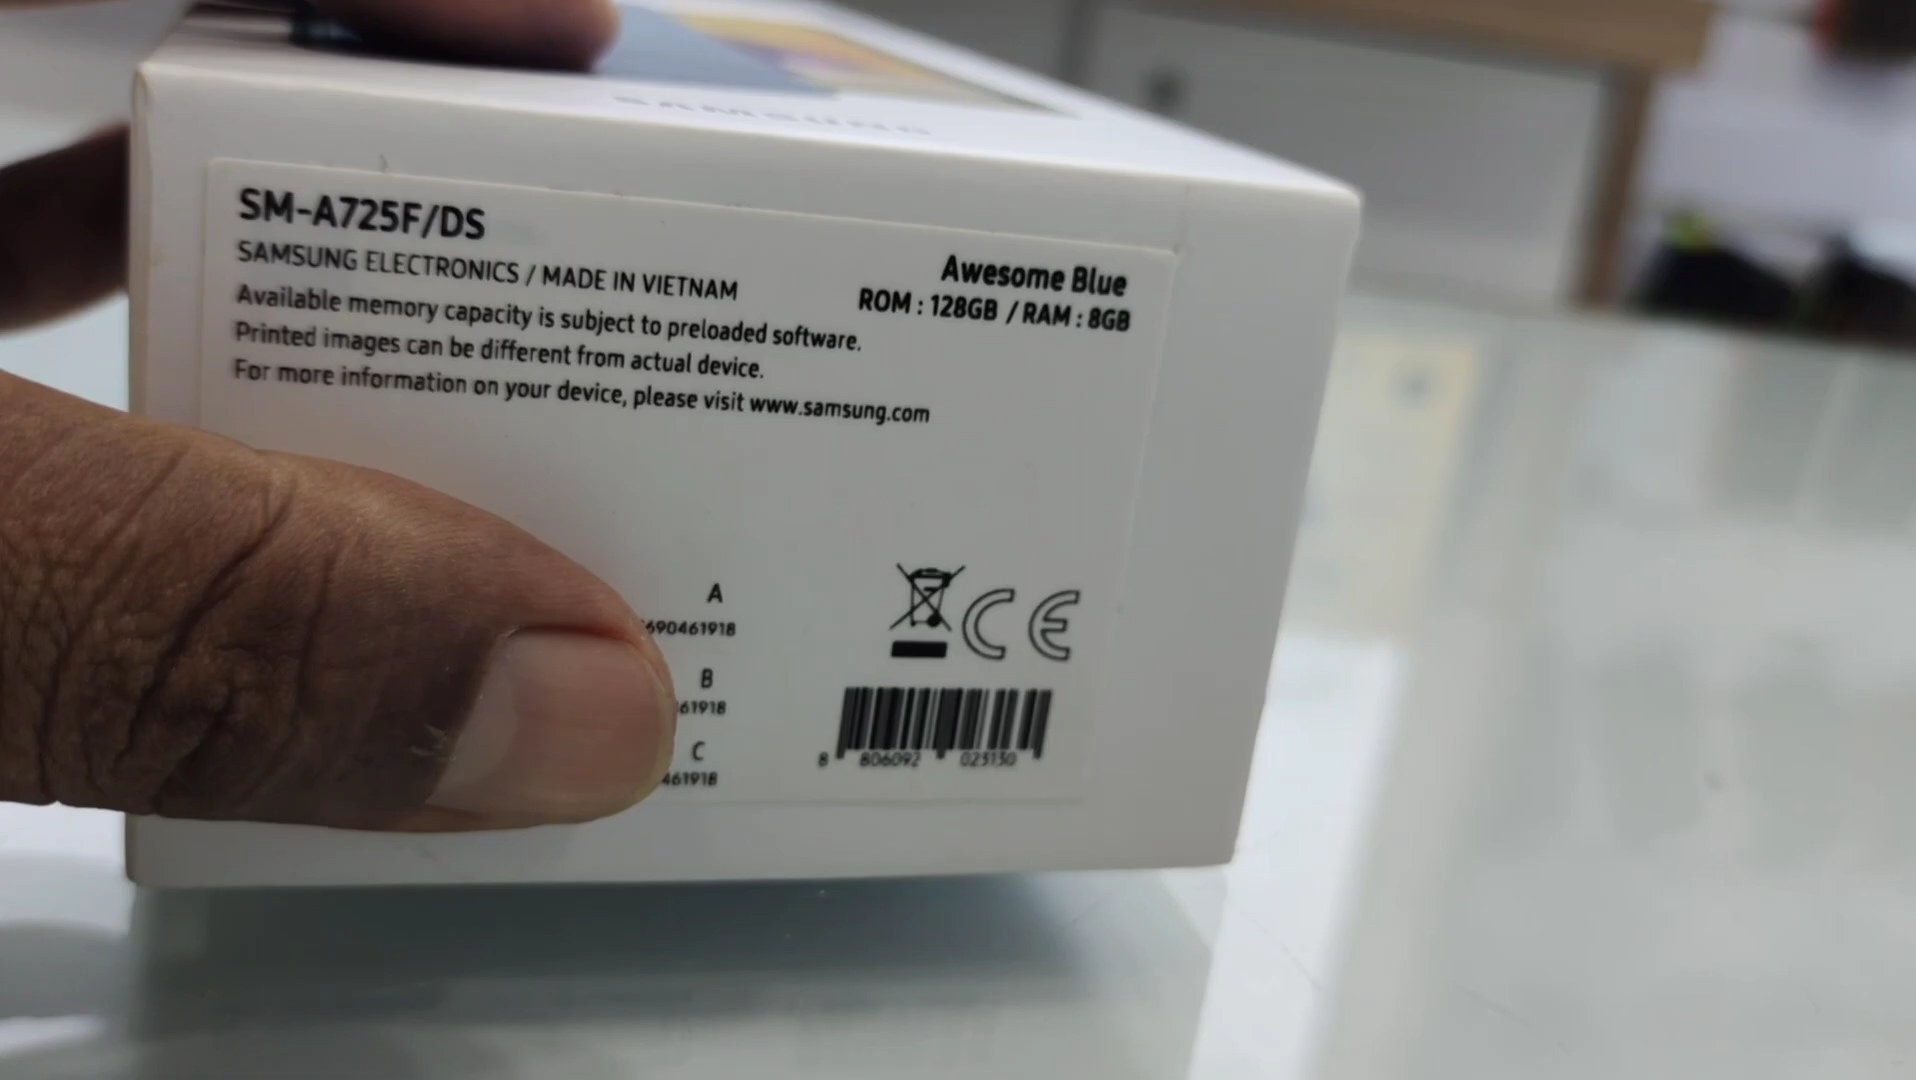 SAMSUNG
SM-A725F/DS
SAMSUNG ELECTRONICS / MADE IN VIETNAM
Awesome Blue
ROM : 128GB / RAM : 8GB
Available memory capacity is subject to preloaded software.
Printed images can be different from actual device.
For more information on your device, please visit www.samsung.com
A
690461918
B
61918
C
461918
CE
8 806092 023130